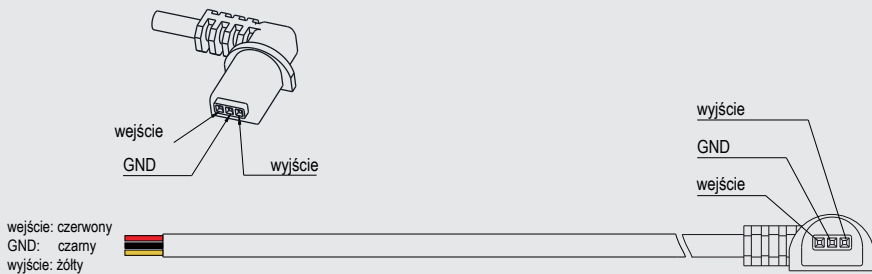 wejście
GND
wyjście
wyjście
GND
wejście
wejście: czerwony
GND: czarny
wyjście: żółty